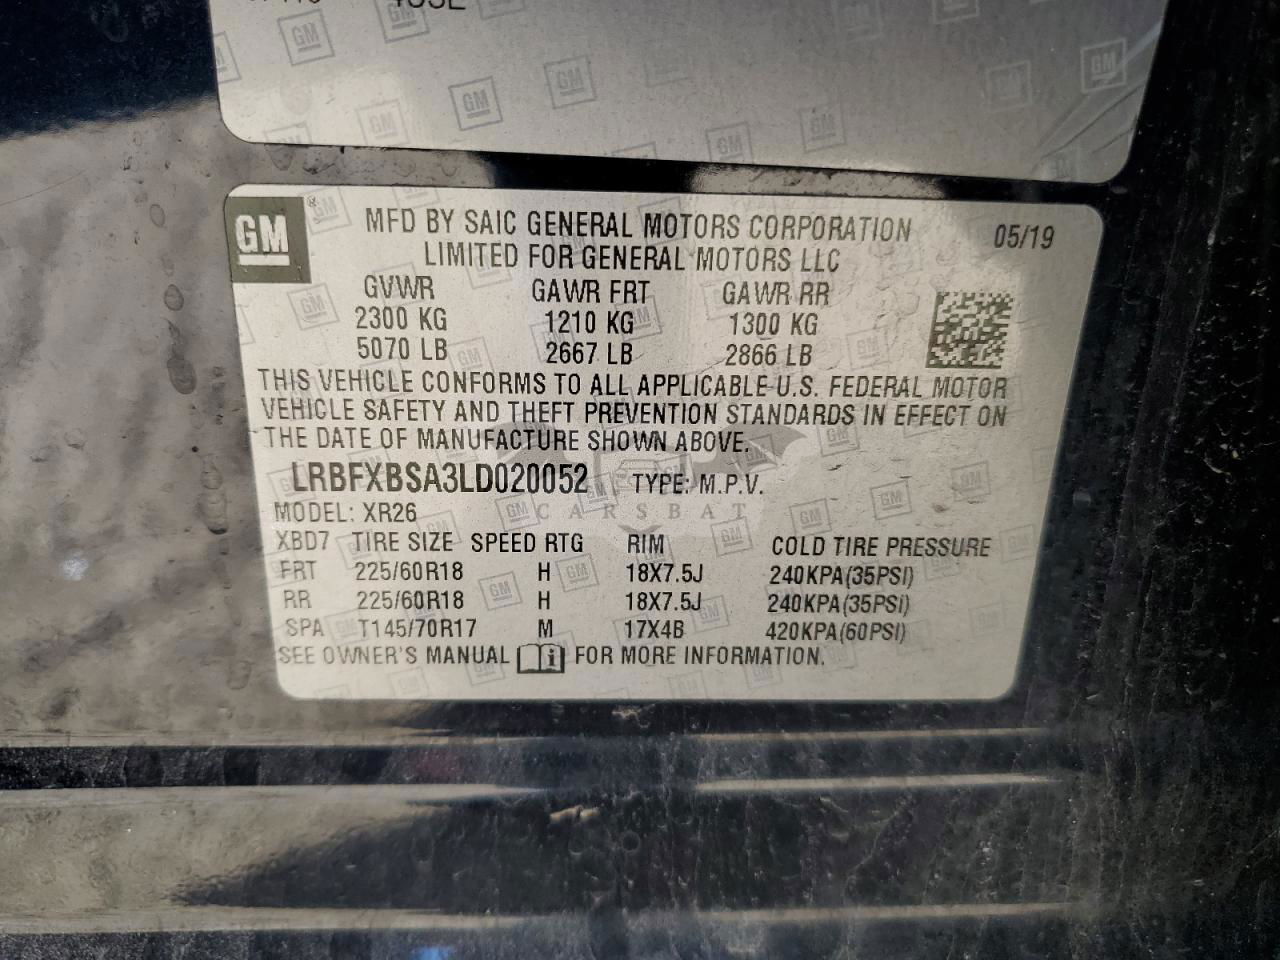 GM
MFD BY SAIC GENERAL MOTORS CORPORATION
LIMITED FOR GENERAL MOTORS LLC
05/19
GVWR GAWR FRT GAWR RR
2300 KG 1210 KG 1300 KG
5070 LB 2667 LB 2866 LB
THIS VEHICLE CONFORMS TO ALL APPLICABLE U.S. FEDERAL MOTOR
VEHICLE SAFETY AND THEFT PREVENTION STANDARDS IN EFFECT ON
THE DATE OF MANUFACTURE SHOWN ABOVE.
LRBFXBSA3LD020052 TYPE: M.P.V.
CARSBAT
MODEL: XR26
XBD7 TIRE SIZE SPEED RTG RIM COLD TIRE PRESSURE
FRT 225/60R18 H 18X7.5J 240KPA(35PSI)
RR 225/60R18 H 18X7.5J 240KPA(35PSI)
SPA T145/70R17 M 17X4B 420KPA(60PSI)
SEE OWNER'S MANUAL i FOR MORE INFORMATION.